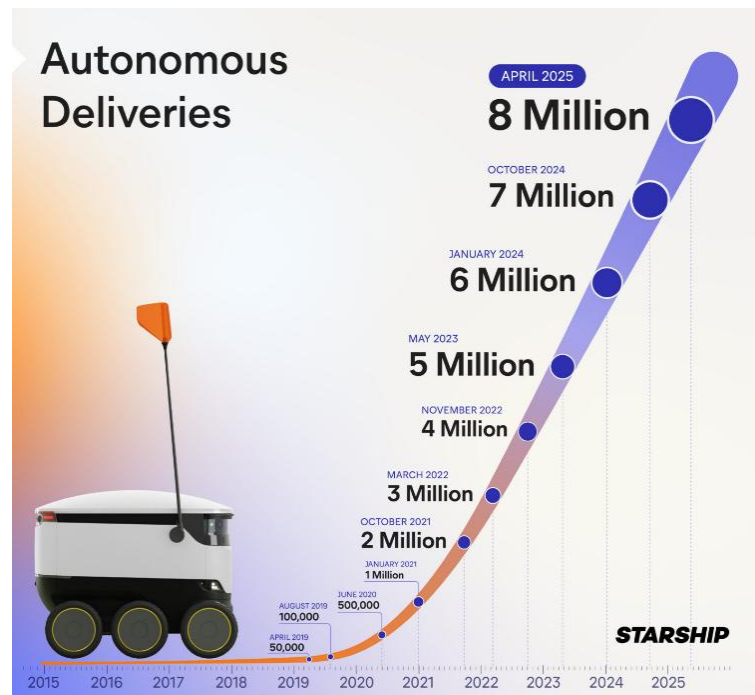 Autonomous
Deliveries
APRIL 2025
8 Million
OCTOBER 2024
7 Million
JANUARY 2024
6 Million
MAY 2023
5 Million
NOVEMBER 2022
4 Million
MARCH 2022
3 Million
OCTOBER 2021
2 Million
JANUARY 2021
1 Million
JUNE 2020
500,000
AUGUST 2019
100,000
APRIL 2019
50,000
STARSHIP
2015 2016 2017 2018 2019 2020 2021 2022 2023 2024 2025